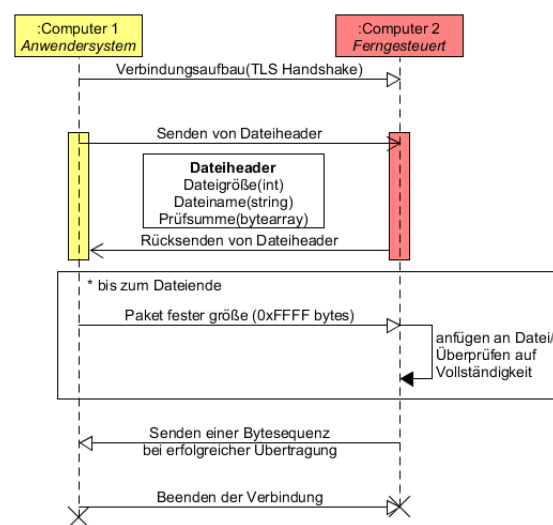 :Computer 1
Anwendersystem
:Computer 2
Ferngesteuert
Verbindungsaufbau(TLS Handshake)
Senden von Dateiheader
Dateiheader
Dateigröße(int)
Dateiname(string)
Prüfsumme(bytearray)
Rücksenden von Dateiheader
* bis zum Dateiende
Paket fester größe (0xFFFF bytes)
anfügen an Datei/
Überprüfen auf
Vollständigkeit
Senden einer Bytesequenz
bei erfolgreicher Übertragung
Beenden der Verbindung